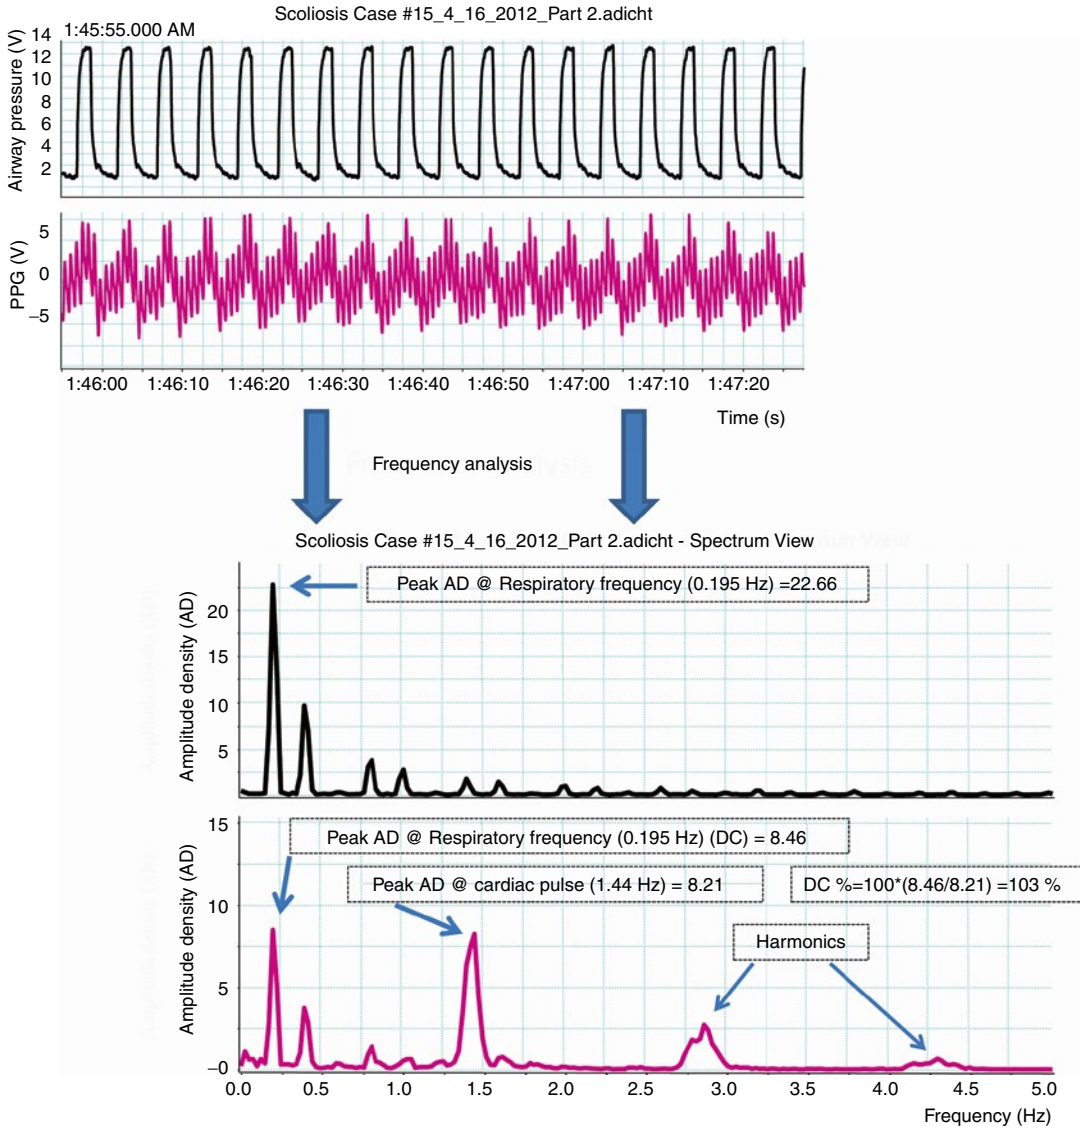 Scoliosis Case #15_4_16_2012_Part 2.adicht
1:45:55.000 AM
Airway pressure (V)
14
12
10
8
6
4
2
PPG (V)
5
0
–5
1:46:00 1:46:10 1:46:20 1:46:30 1:46:40 1:46:50 1:47:00 1:47:10 1:47:20
Time (s)
Frequency analysis
Scoliosis Case #15_4_16_2012_Part 2.adicht - Spectrum View
Peak AD @ Respiratory frequency (0.195 Hz) =22.66
Amplitude density (AD)
20
15
10
5
Peak AD @ Respiratory frequency (0.195 Hz) (DC) = 8.46
Peak AD @ cardiac pulse (1.44 Hz) = 8.21
DC %=100*(8.46/8.21) =103 %
Harmonics
Amplitude density (AD)
15
10
5
–0
0.0 0.5 1.0 1.5 2.0 2.5 3.0 3.5 4.0 4.5 5.0
Frequency (Hz)